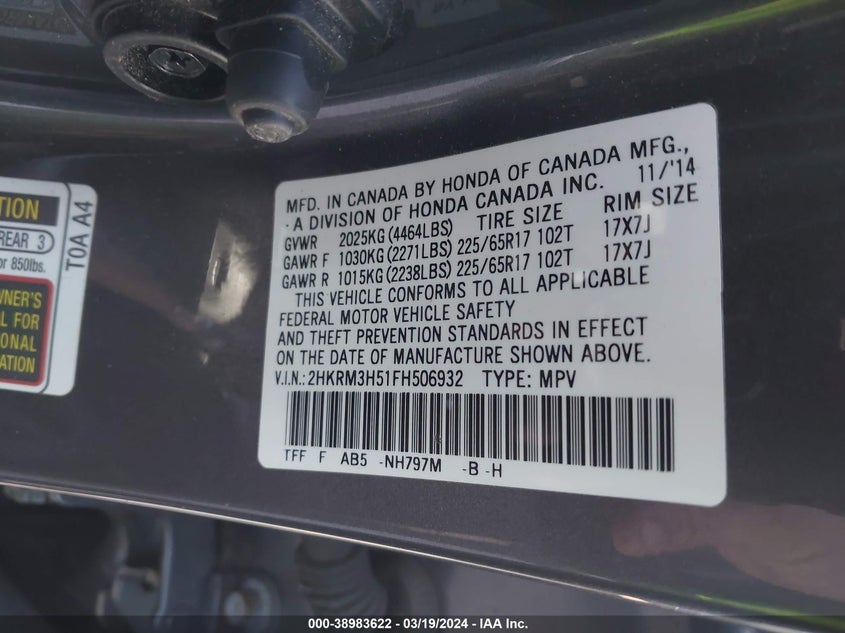 MFD. IN CANADA BY HONDA OF CANADA MFG.,
A DIVISION OF HONDA CANADA INC. 11/'14
GVWR 2025KG(4464LBS) TIRE SIZE RIM SIZE
GAWR F 1030KG(2271LBS) 225/65R17 102T 17X7J
GAWR R 1015KG(2238LBS) 225/65R17 102T 17X7J
THIS VEHICLE CONFORMS TO ALL APPLICABLE
FEDERAL MOTOR VEHICLE SAFETY
AND THEFT PREVENTION STANDARDS IN EFFECT
ON THE DATE OF MANUFACTURE SHOWN ABOVE.
V.I.N.: 2HKRM3H51FH506932 TYPE: MPV
TFF F AB5 -NH797M -B -H
REAR 3
850lbs.
FOR
T0A A4
000-38983622 - 03/19/2024 - IAA Inc.